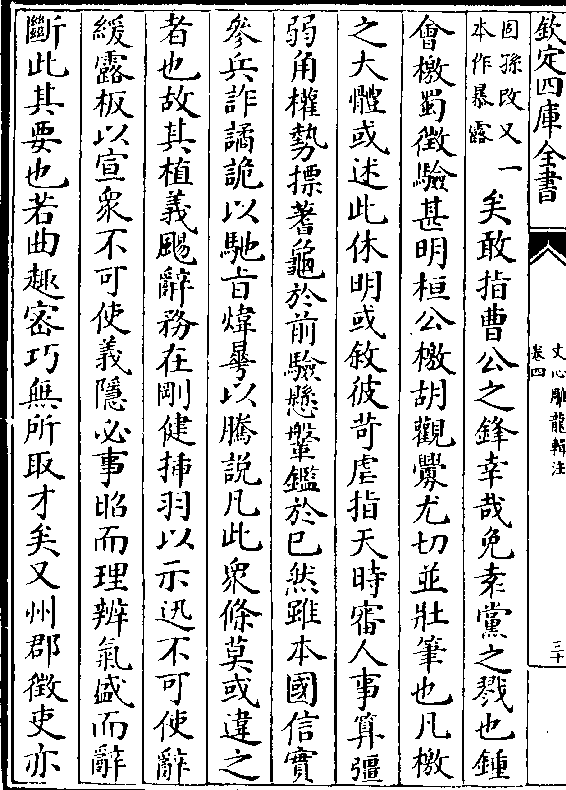 欽定四庫全書
文心雕龍輯注
卷四
三十
固孫改又
本作暴露
一矣敢指曹公之鋒幸哉免袁黨之戮也鍾
會檄蜀徵驗甚明桓公檄胡觀釁尤切並壯筆也凡檄
之大體或述此休明或敘彼苛虐指天時審人事算彊
弱角權勢摽蓍龜於前驗懸鞶鑑於已然雖本國信實
參兵詐譎詭以馳旨煒曅以騰説凡此衆條莫或違之
者也故其植義颺辭務在剛健揷羽以示迅不可使辭
緩露板以宣衆不可使義隱必事昭而理辨氣盛而辭
斷此其要也若曲趣密巧無所取才矣又州郡徵吏亦